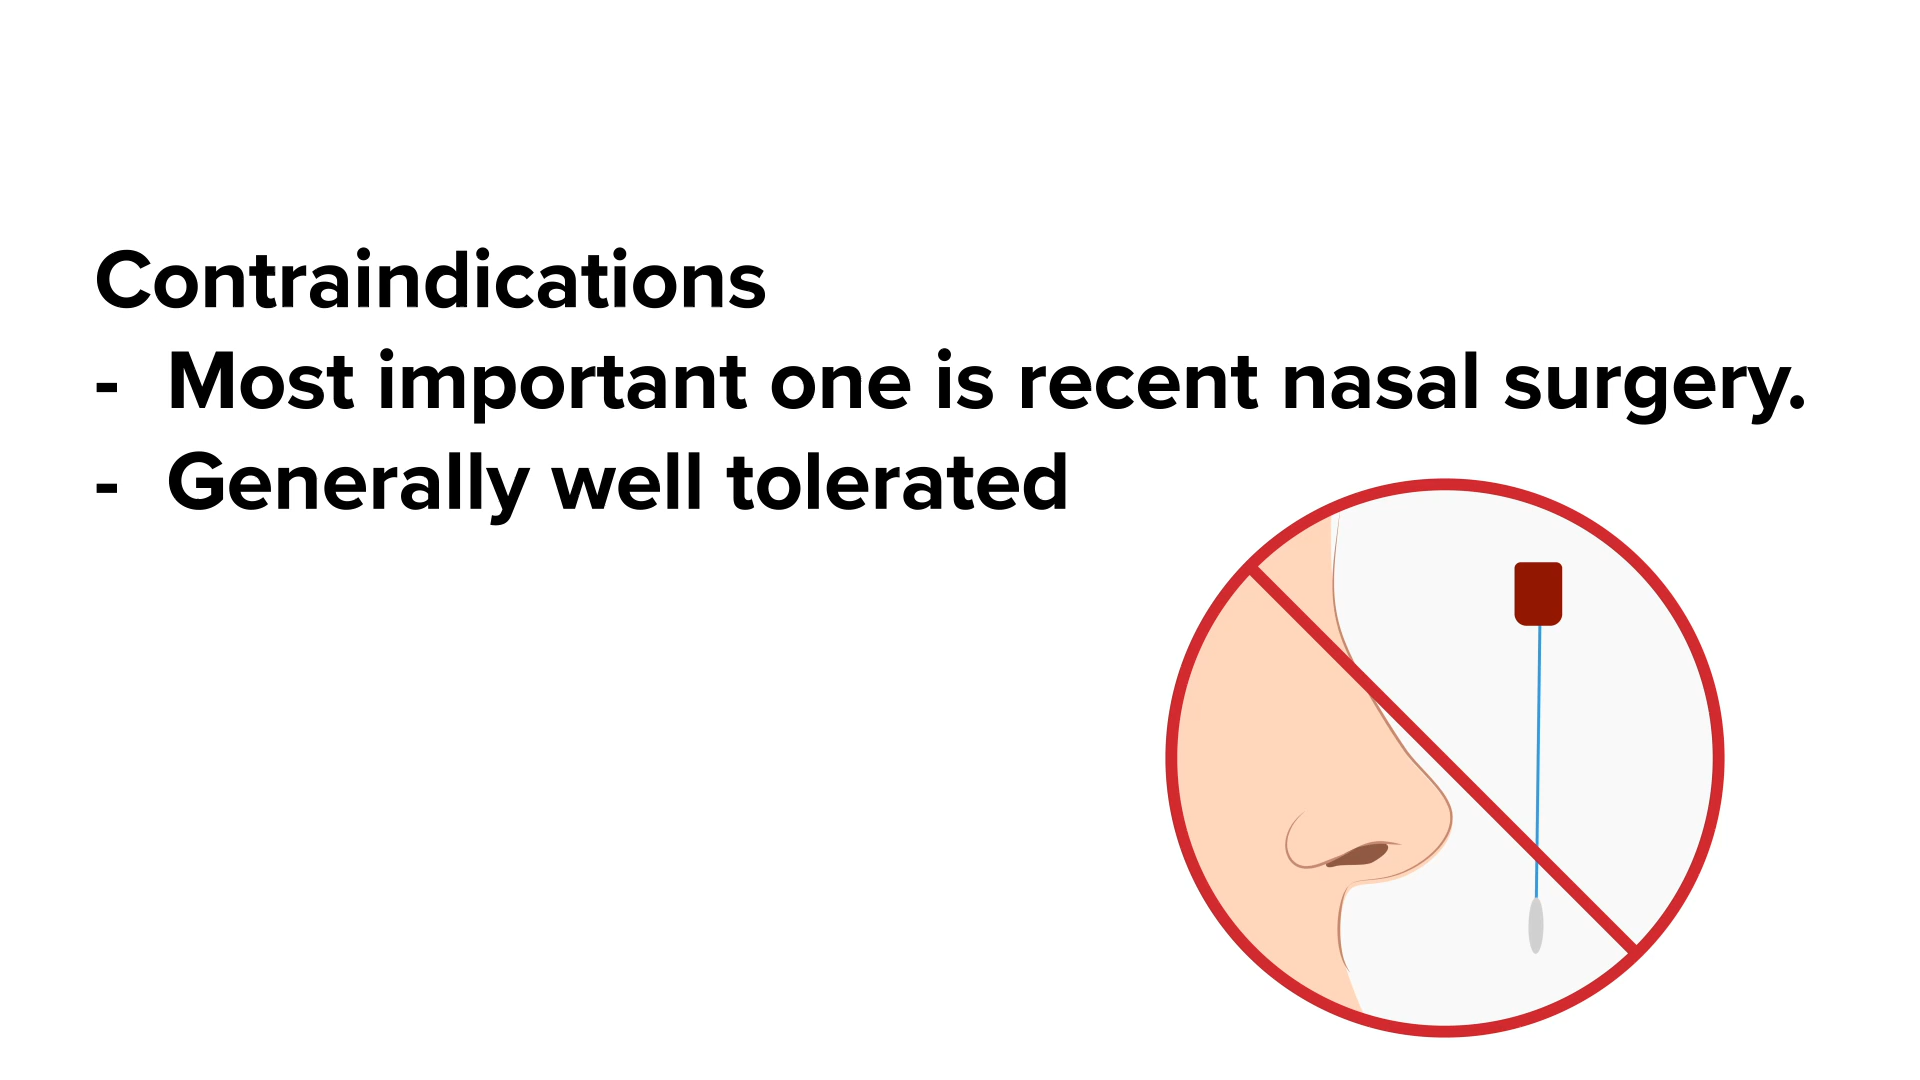 Contraindications
- Most important one is recent nasal surgery.
- Generally well tolerated